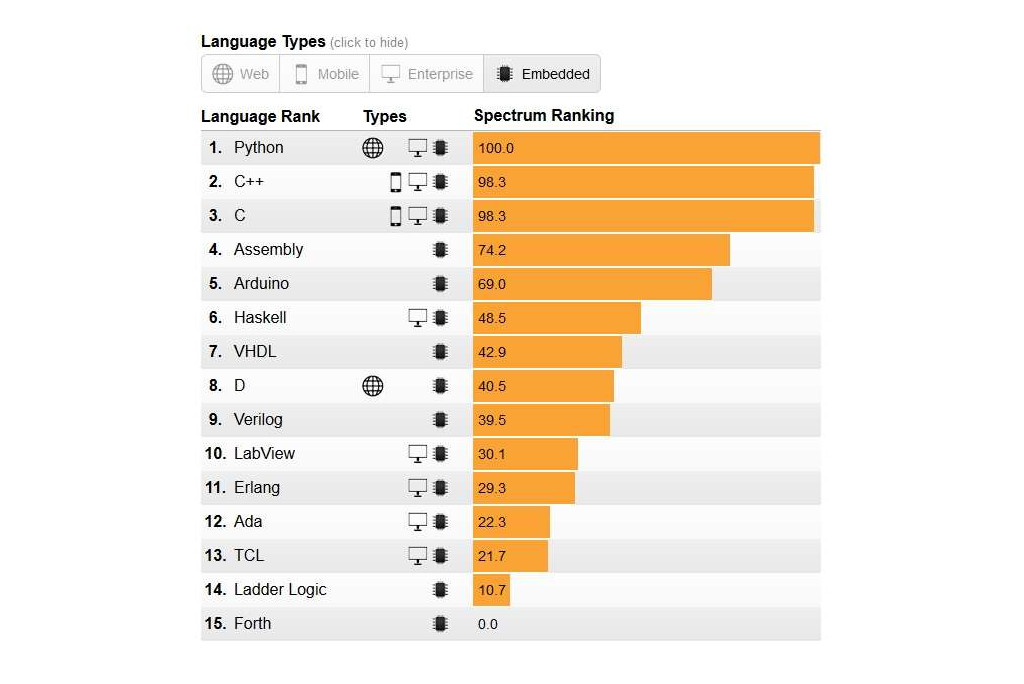 Language Types (click to hide)
Web Mobile Enterprise Embedded
Language Rank Types Spectrum Ranking
1. Python 100.0
2. C++ 98.3
3. C 98.3
4. Assembly 74.2
5. Arduino 69.0
6. Haskell 48.5
7. VHDL 42.9
8. D 40.5
9. Verilog 39.5
10. LabView 30.1
11. Erlang 29.3
12. Ada 22.3
13. TCL 21.7
14. Ladder Logic 10.7
15. Forth 0.0